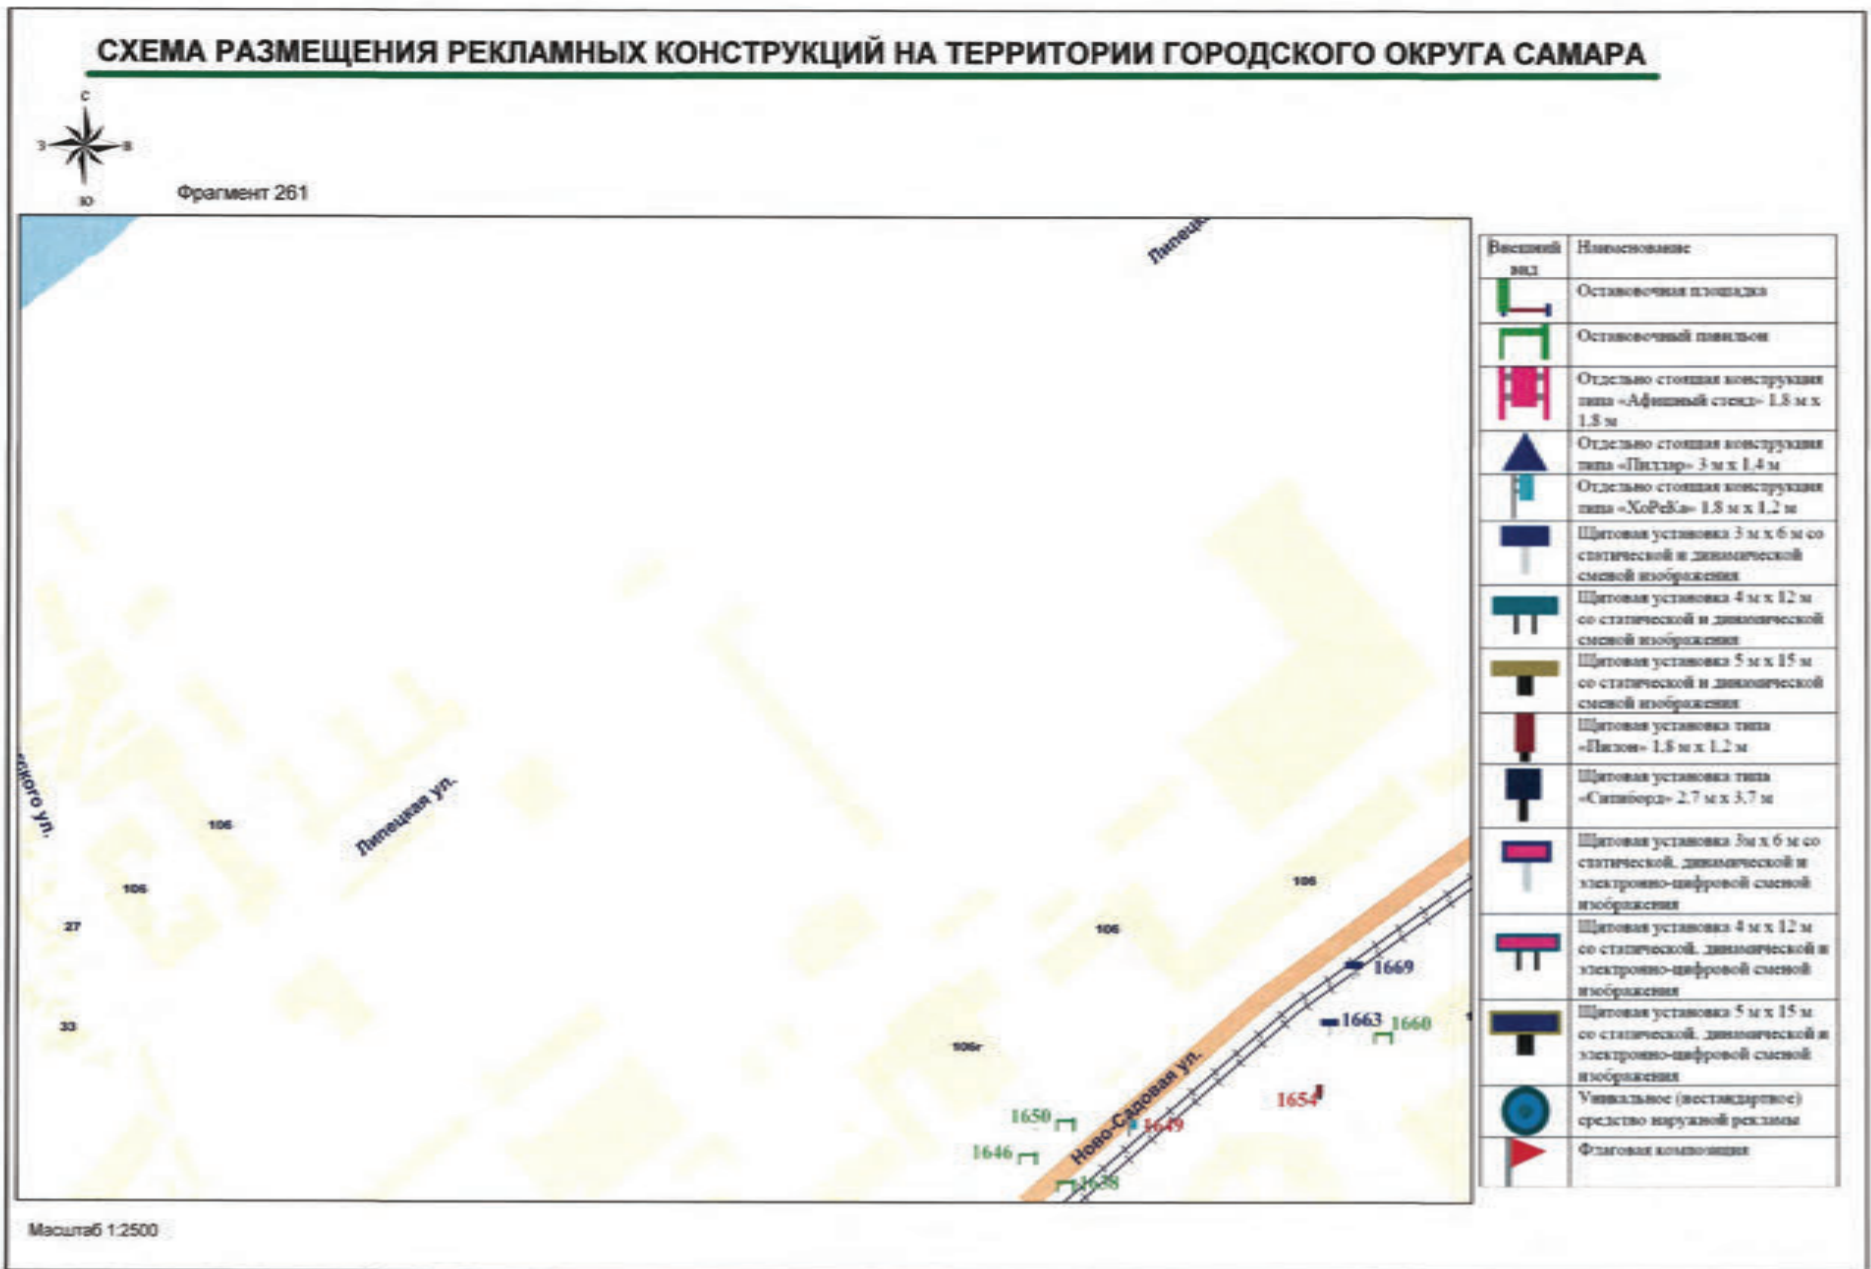 СХЕМА РАЗМЕЩЕНИЯ РЕКЛАМНЫХ КОНСТРУКЦИЙ НА ТЕРРИТОРИИ ГОРОДСКОГО ОКРУГА САМАРА
С
З
В
Ю
Фрагмент 261
Липецк
ского ул.
106
Липецкая ул.
106
27
33
106
106
106г
1669
1663
1660
1654
1650
1649
1646
Ново-Садовая ул.
1638
Внешний
вид
Наименование
Остановочная площадка
Остановочный павильон
Отдельно стоящая конструкция
типа «Афишный стенд» 1.8 м х
1.8 м
Отдельно стоящая конструкция
типа «Пиллар» 3 м х 1.4 м
Отдельно стоящая конструкция
типа «ХоРеКа» 1.8 м х 1.2 м
Щитовая установка 3 м х 6 м со
статической и динамической
сменой изображения
Щитовая установка 4 м х 12 м
со статической и динамической
сменой изображения
Щитовая установка 5 м х 15 м
со статической и динамической
сменой изображения
Щитовая установка типа
«Пилон» 1.8 м х 1.2 м
Щитовая установка типа
«Ситиборд» 2.7 м х 3.7 м
Щитовая установка 3м х 6 м со
статической, динамической и
электронно-цифровой сменой
изображения
Щитовая установка 4 м х 12 м
со статической, динамической и
электронно-цифровой сменой
изображения
Щитовая установка 5 м х 15 м
со статической, динамической и
электронно-цифровой сменой
изображения
Уникальное (нестандартное)
средство наружной рекламы
Флаговая композиция
Масштаб 1:2500